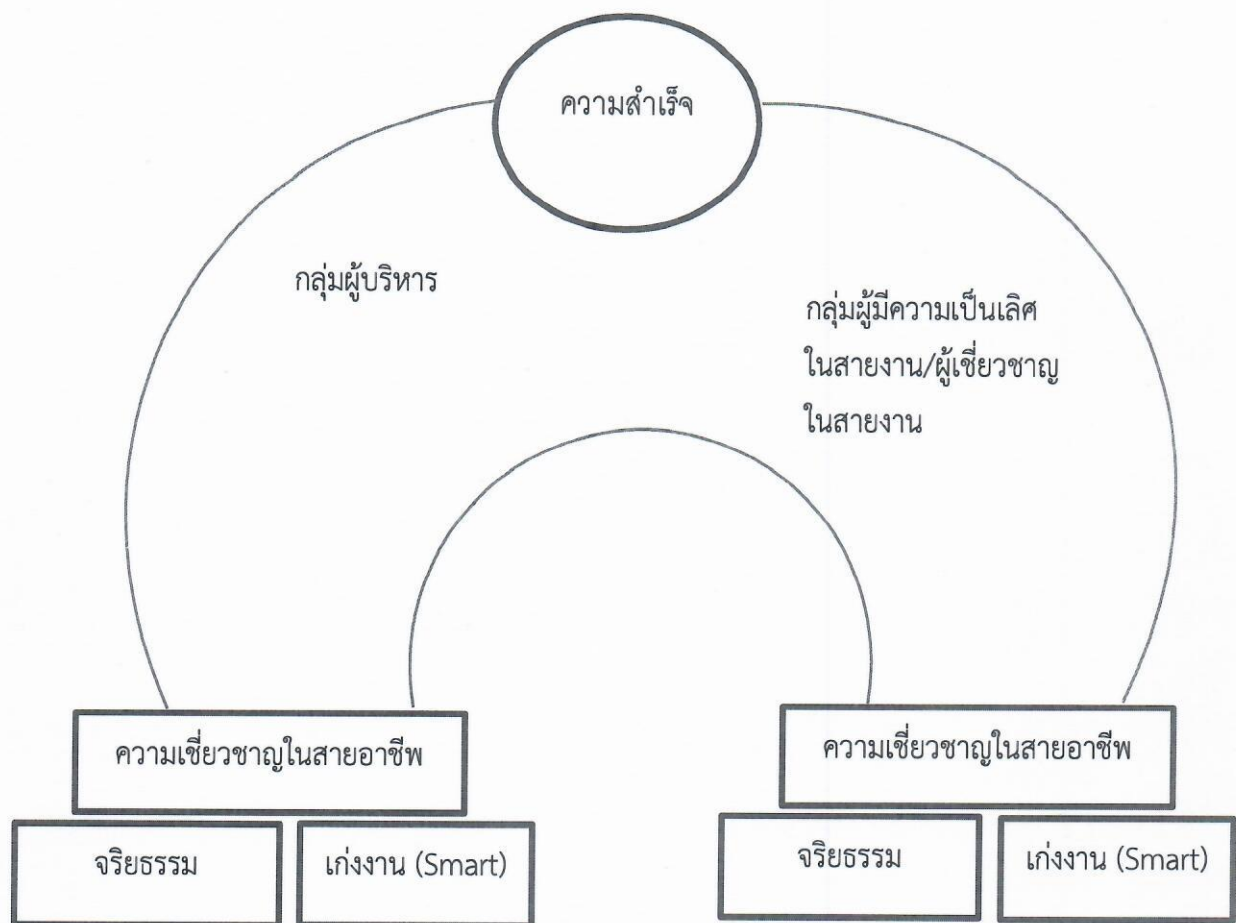 ความสำเร็จ
กลุ่มผู้บริหาร
กลุ่มผู้มีความเป็นเลิศ
ในสายงาน/ผู้เชี่ยวชาญ
ในสายงาน
ความเชี่ยวชาญในสายอาชีพ
จริยธรรม
เก่งงาน (Smart)
ความเชี่ยวชาญในสายอาชีพ
จริยธรรม
เก่งงาน (Smart)